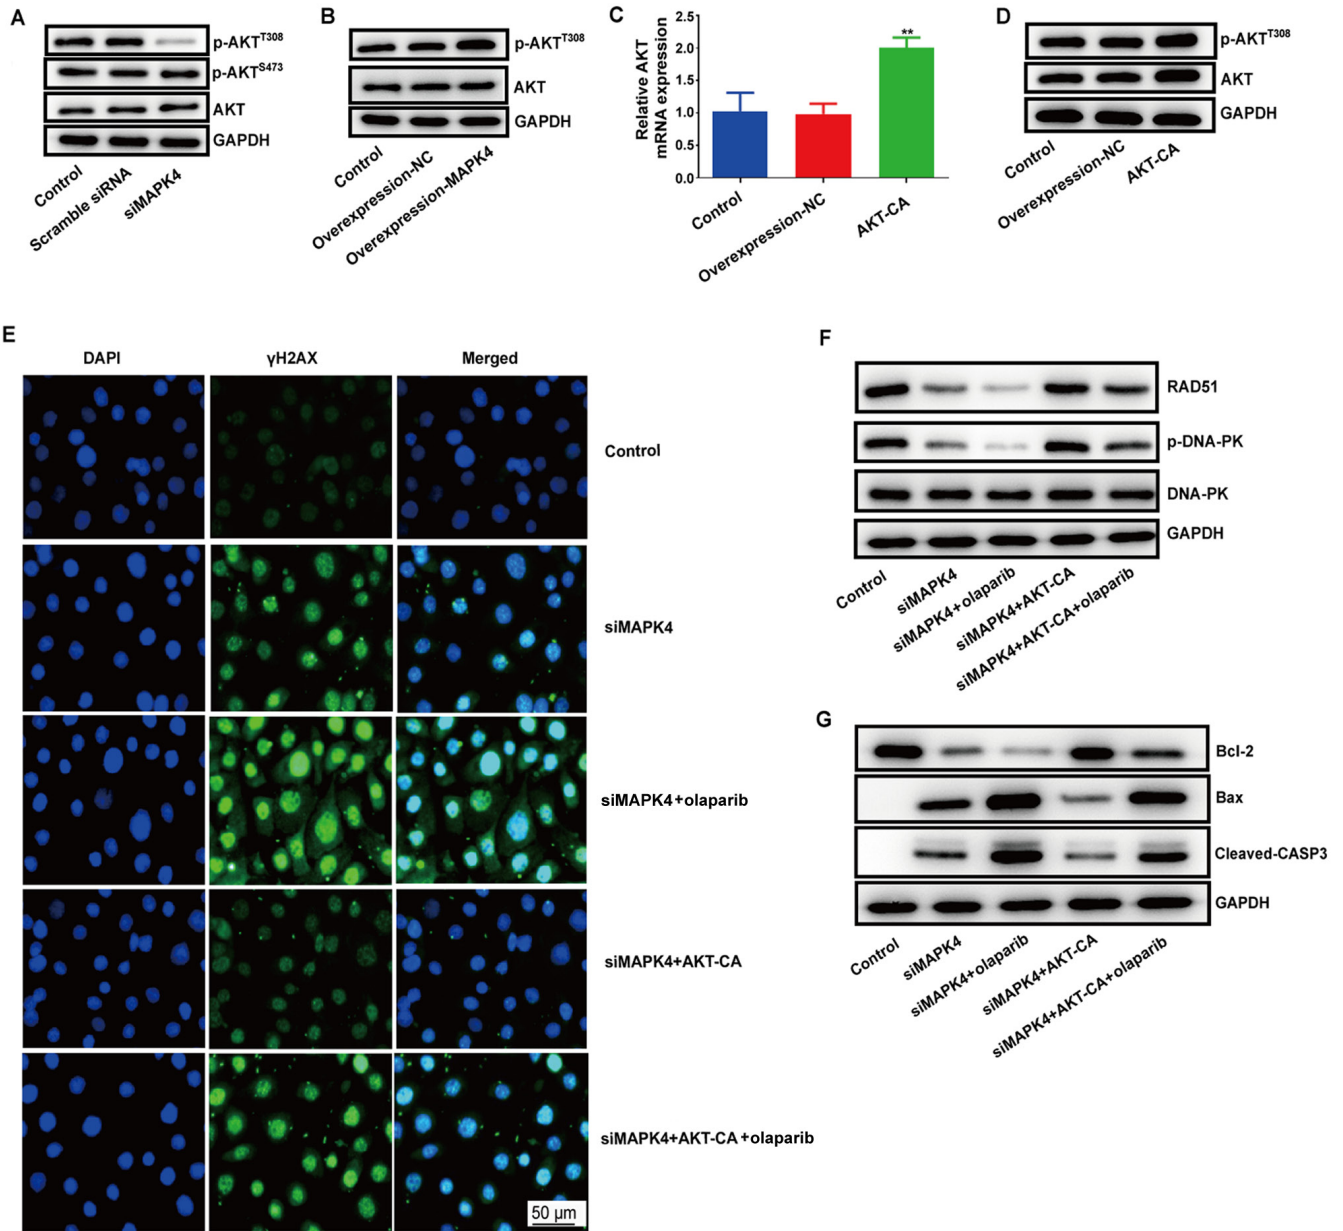 A
p-AKT^T308
p-AKT^S473
AKT
GAPDH
Control
Scramble siRNA
siMAPK4
B
p-AKT^T308
AKT
GAPDH
Control
Overexpression-NC
Overexpression-MAPK4
C
Relative AKT
mRNA expression
2.5
2.0
1.5
1.0
0.5
0.0
**
Control
Overexpression-NC
AKT-CA
D
p-AKT^T308
AKT
GAPDH
Control
Overexpression-NC
AKT-CA
E
DAPI
γH2AX
Merged
Control
siMAPK4
siMAPK4+olaparib
siMAPK4+AKT-CA
siMAPK4+AKT-CA+olaparib
50 μm
F
RAD51
p-DNA-PK
DNA-PK
GAPDH
Control
siMAPK4
siMAPK4+olaparib
siMAPK4+AKT-CA
siMAPK4+AKT-CA+olaparib
G
Bcl-2
Bax
Cleaved-CASP3
GAPDH
Control
siMAPK4
siMAPK4+olaparib
siMAPK4+AKT-CA
siMAPK4+AKT-CA+olaparib